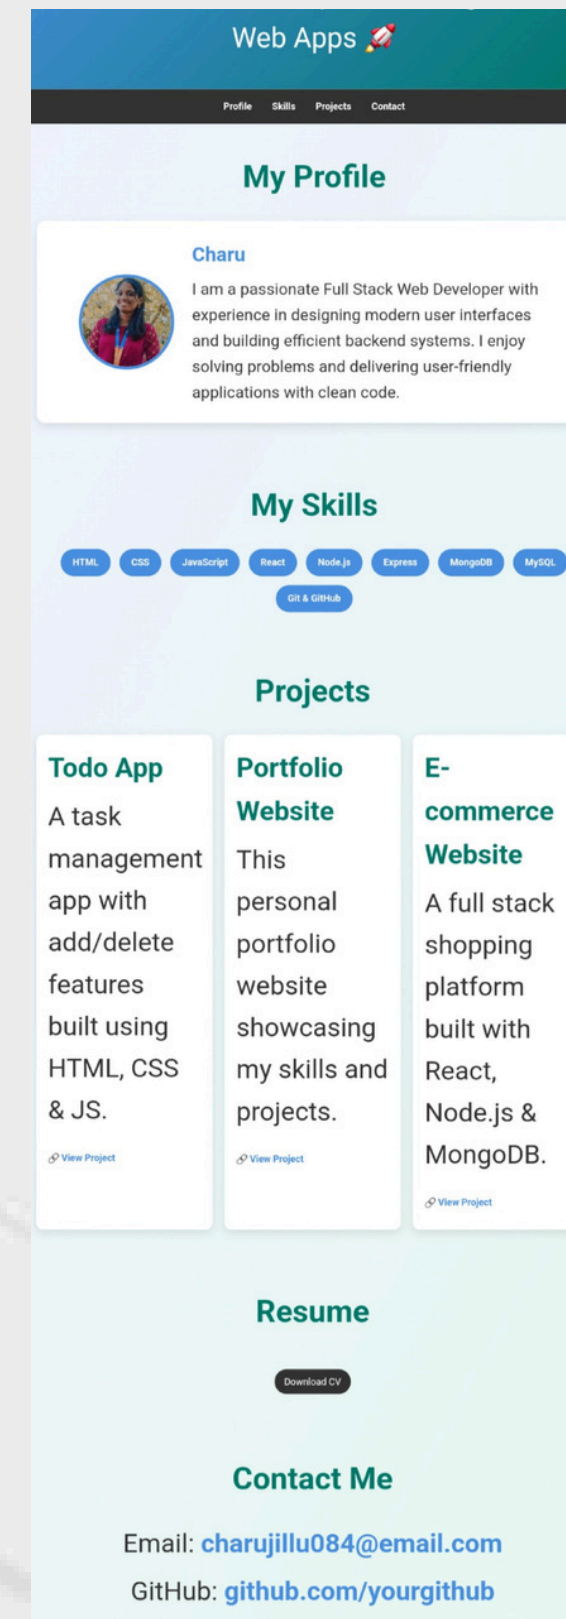 Web Apps 🚀
Profile Skills Projects Contact
My Profile
Charu
I am a passionate Full Stack Web Developer with
experience in designing modern user interfaces
and building efficient backend systems. I enjoy
solving problems and delivering user-friendly
applications with clean code.
My Skills
HTML CSS JavaScript React Node.js Express MongoDB MySQL
Git & GitHub
Projects
Todo App
A task
management
app with
add/delete
features
built using
HTML, CSS
& JS.
🔗 View Project
Portfolio
Website
This
personal
portfolio
website
showcasing
my skills and
projects.
🔗 View Project
E-
commerce
Website
A full stack
shopping
platform
built with
React,
Node.js &
MongoDB.
🔗 View Project
Resume
Download CV
Contact Me
Email: charujillu084@email.com
GitHub: github.com/yourgithub